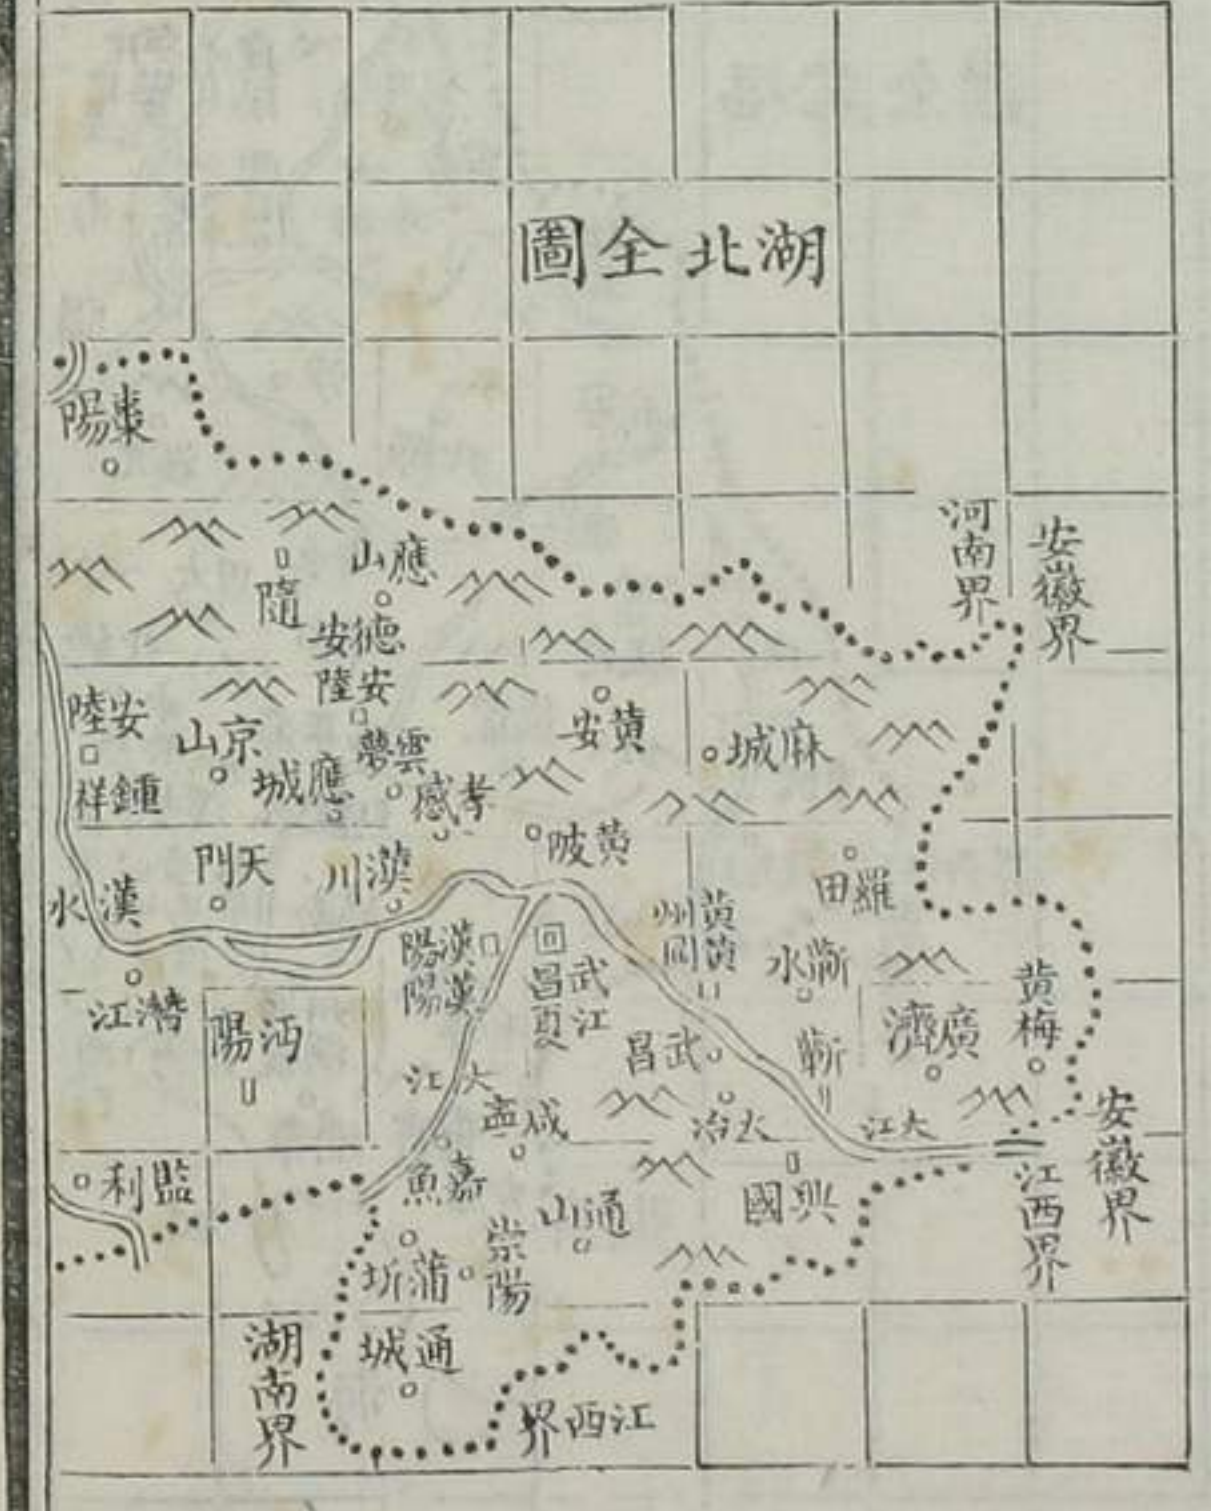 湖北全圖
河南界
安徽界
棗陽
隨
應山
德安
安陸
安陸
鍾祥
京山
應城
雲夢
孝感
黃安
麻城
黃陂
羅田
天門
漢川
漢水
潛江
沔陽
漢陽
漢陽
武昌
江夏
黃州
黃岡
蘄水
蘄
廣濟
黃梅
武昌
大冶
大江
大江
咸寧
嘉魚
監利
蒲圻
崇陽
通山
興國
通城
安徽界
江西界
江西界
湖南界